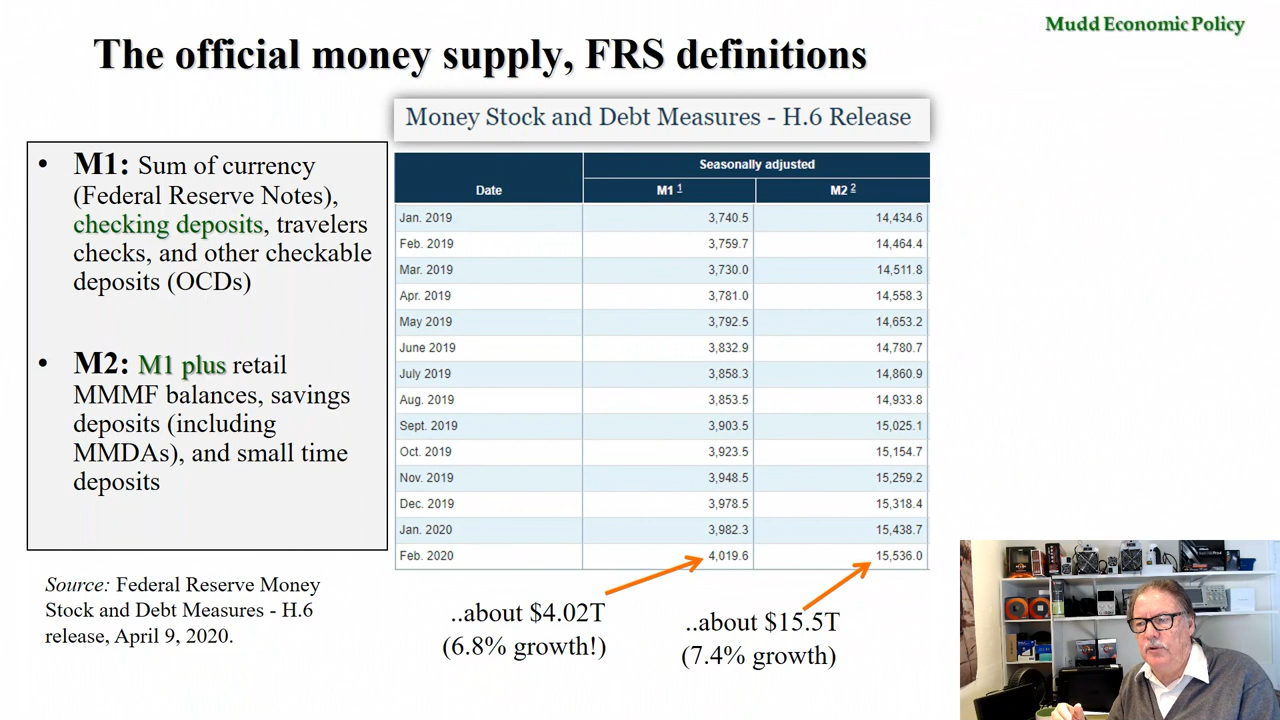 Mudd Economic Policy
The official money supply, FRS definitions
Money Stock and Debt Measures - H.6 Release
• M1: Sum of currency
(Federal Reserve Notes),
checking deposits, travelers
checks, and other checkable
deposits (OCDs)
• M2: M1 plus retail
MMMF balances, savings
deposits (including
MMDAs), and small time
deposits
Source: Federal Reserve Money
Stock and Debt Measures - H.6
release, April 9, 2020.
Seasonally adjusted
Date M1 1 M2 2
Jan. 2019 3,740.5 14,434.6
Feb. 2019 3,759.7 14,464.4
Mar. 2019 3,730.0 14,511.8
Apr. 2019 3,781.0 14,558.3
May 2019 3,792.5 14,653.2
June 2019 3,832.9 14,780.7
July 2019 3,858.3 14,860.9
Aug. 2019 3,853.5 14,933.8
Sept. 2019 3,903.5 15,025.1
Oct. 2019 3,923.5 15,154.7
Nov. 2019 3,948.5 15,259.2
Dec. 2019 3,978.5 15,318.4
Jan. 2020 3,982.3 15,438.7
Feb. 2020 4,019.6 15,536.0
..about $4.02T
(6.8% growth!)
..about $15.5T
(7.4% growth)